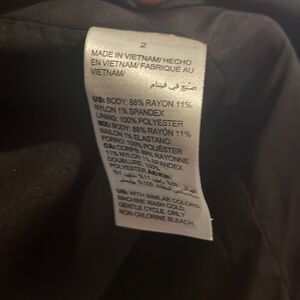 2
MADE IN VIETNAM/ HECHO
EN VIETNAM/ FABRIQUÉ AU
VIETNAM/
صنع في فيتنام
US: BODY: 88% RAYON 11%
NYLON 1% SPANDEX
LINING: 100% POLYESTER
MX: BODY: 88% RAYON 11%
NAILON 1% ELASTANO
FORRO: 100% POLIÉSTER
CA: CORPS: 88% RAYONNE
11% NYLON 1% SPANDEX
DOUBLURE: 100%
POLYESTER
US: WITH SIMILAR COLORS.
MACHINE WASH COLD,
GENTLE CYCLE. ONLY
NON-CHLORINE BLEACH